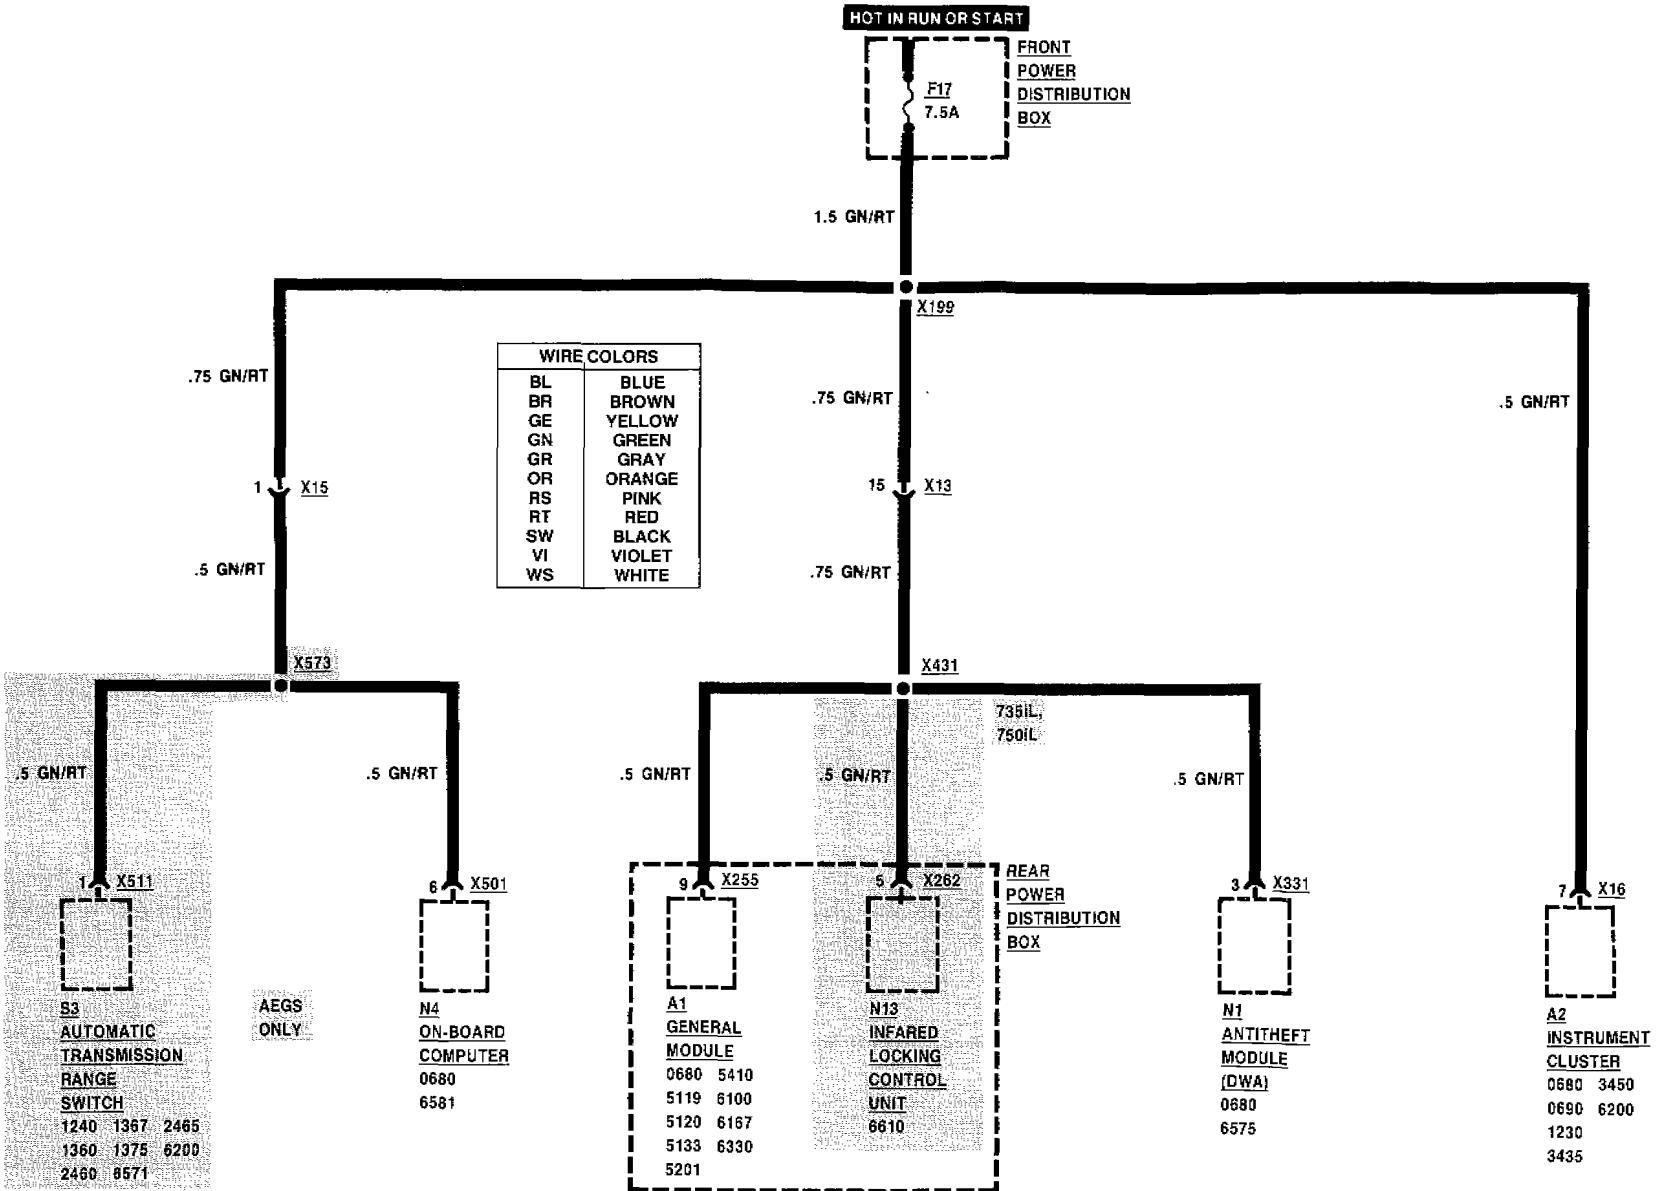 HOT IN RUN OR START
FRONT
POWER
DISTRIBUTION
BOX
F17
7.5A
1.5 GN/RT
X199
.75 GN/RT
.75 GN/RT
.5 GN/RT
WIRE COLORS
BL BLUE
BR BROWN
GE YELLOW
GN GREEN
GR GRAY
OR ORANGE
RS PINK
RT RED
SW BLACK
VI VIOLET
WS WHITE
1 X15
15 X13
.5 GN/RT
.75 GN/RT
X573
X431
735IL,
750IL
.5 GN/RT
.5 GN/RT
.5 GN/RT
.5 GN/RT
.5 GN/RT
1 X511
6 X501
9 X255
5 X262
3 X331
7 X16
REAR
POWER
DISTRIBUTION
BOX
S3
AUTOMATIC
TRANSMISSION
RANGE
SWITCH
1240 1367 2465
1360 1375 6200
2460 6571
AEGS
ONLY
N4
ON-BOARD
COMPUTER
0680
6581
A1
GENERAL
MODULE
0680 5410
5119 6100
5120 6167
5133 6330
5201
N13
INFARED
LOCKING
CONTROL
UNIT
6610
N1
ANTITHEFT
MODULE
(DWA)
0680
6575
A2
INSTRUMENT
CLUSTER
0680 3450
0690 6200
1230
3435